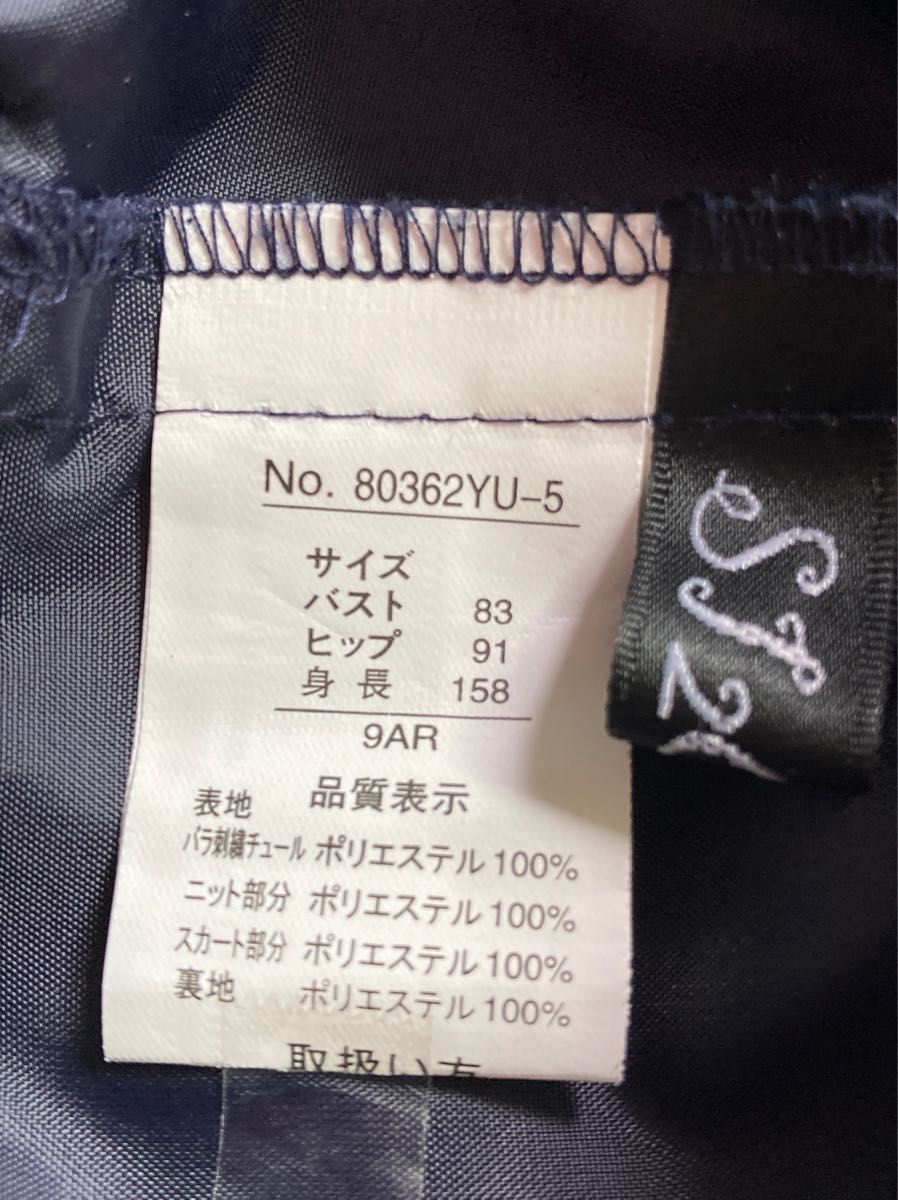 No. 80362YU-5
サイズ
バスト 83
ヒップ 91
身長 158
9AR
品質表示
表地
バラ刺繍チュール ポリエステル100%
ニット部分 ポリエステル100%
スカート部分 ポリエステル100%
裏地 ポリエステル100%
取扱い方